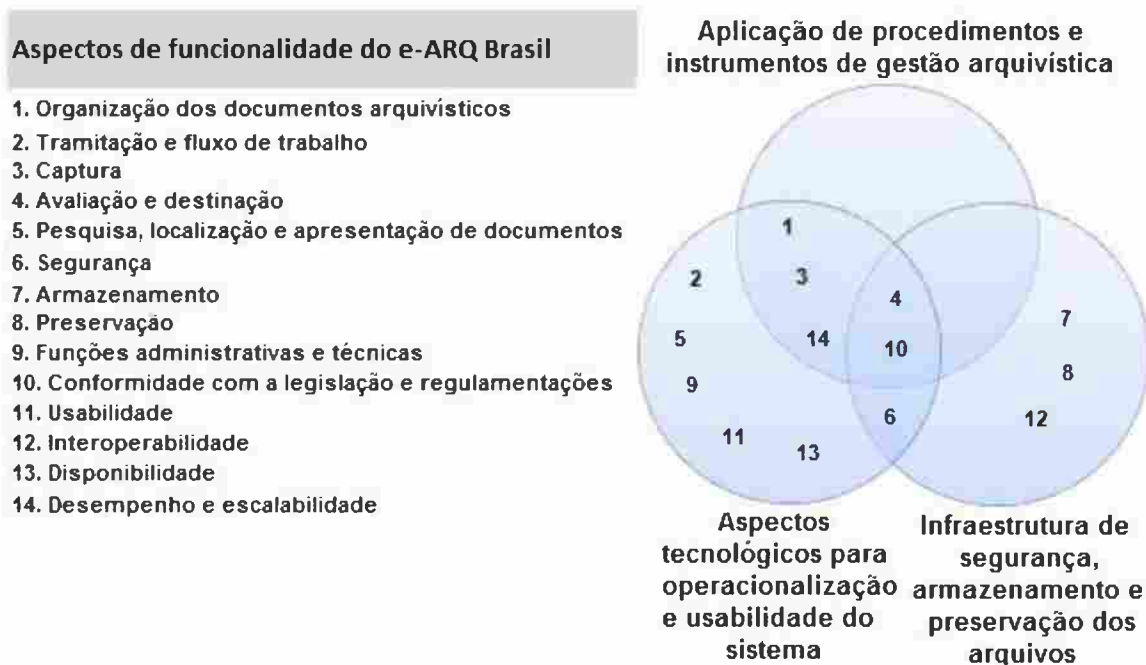 Aspectos de funcionalidade do e-ARQ Brasil
1. Organização dos documentos arquivísticos
2. Tramitação e fluxo de trabalho
3. Captura
4. Avaliação e destinação
5. Pesquisa, localização e apresentação de documentos
6. Segurança
7. Armazenamento
8. Preservação
9. Funções administrativas e técnicas
10. Conformidade com a legislação e regulamentações
11. Usabilidade
12. Interoperabilidade
13. Disponibilidade
14. Desempenho e escalabilidade
Aplicação de procedimentos e
instrumentos de gestão arquivística
1
2
3
4
7
5
14
10
8
9
6
12
11
13
Aspectos
tecnológicos para
operacionalização
e usabilidade do
sistema
Infraestrutura de
segurança,
armazenamento e
preservação dos
arquivos